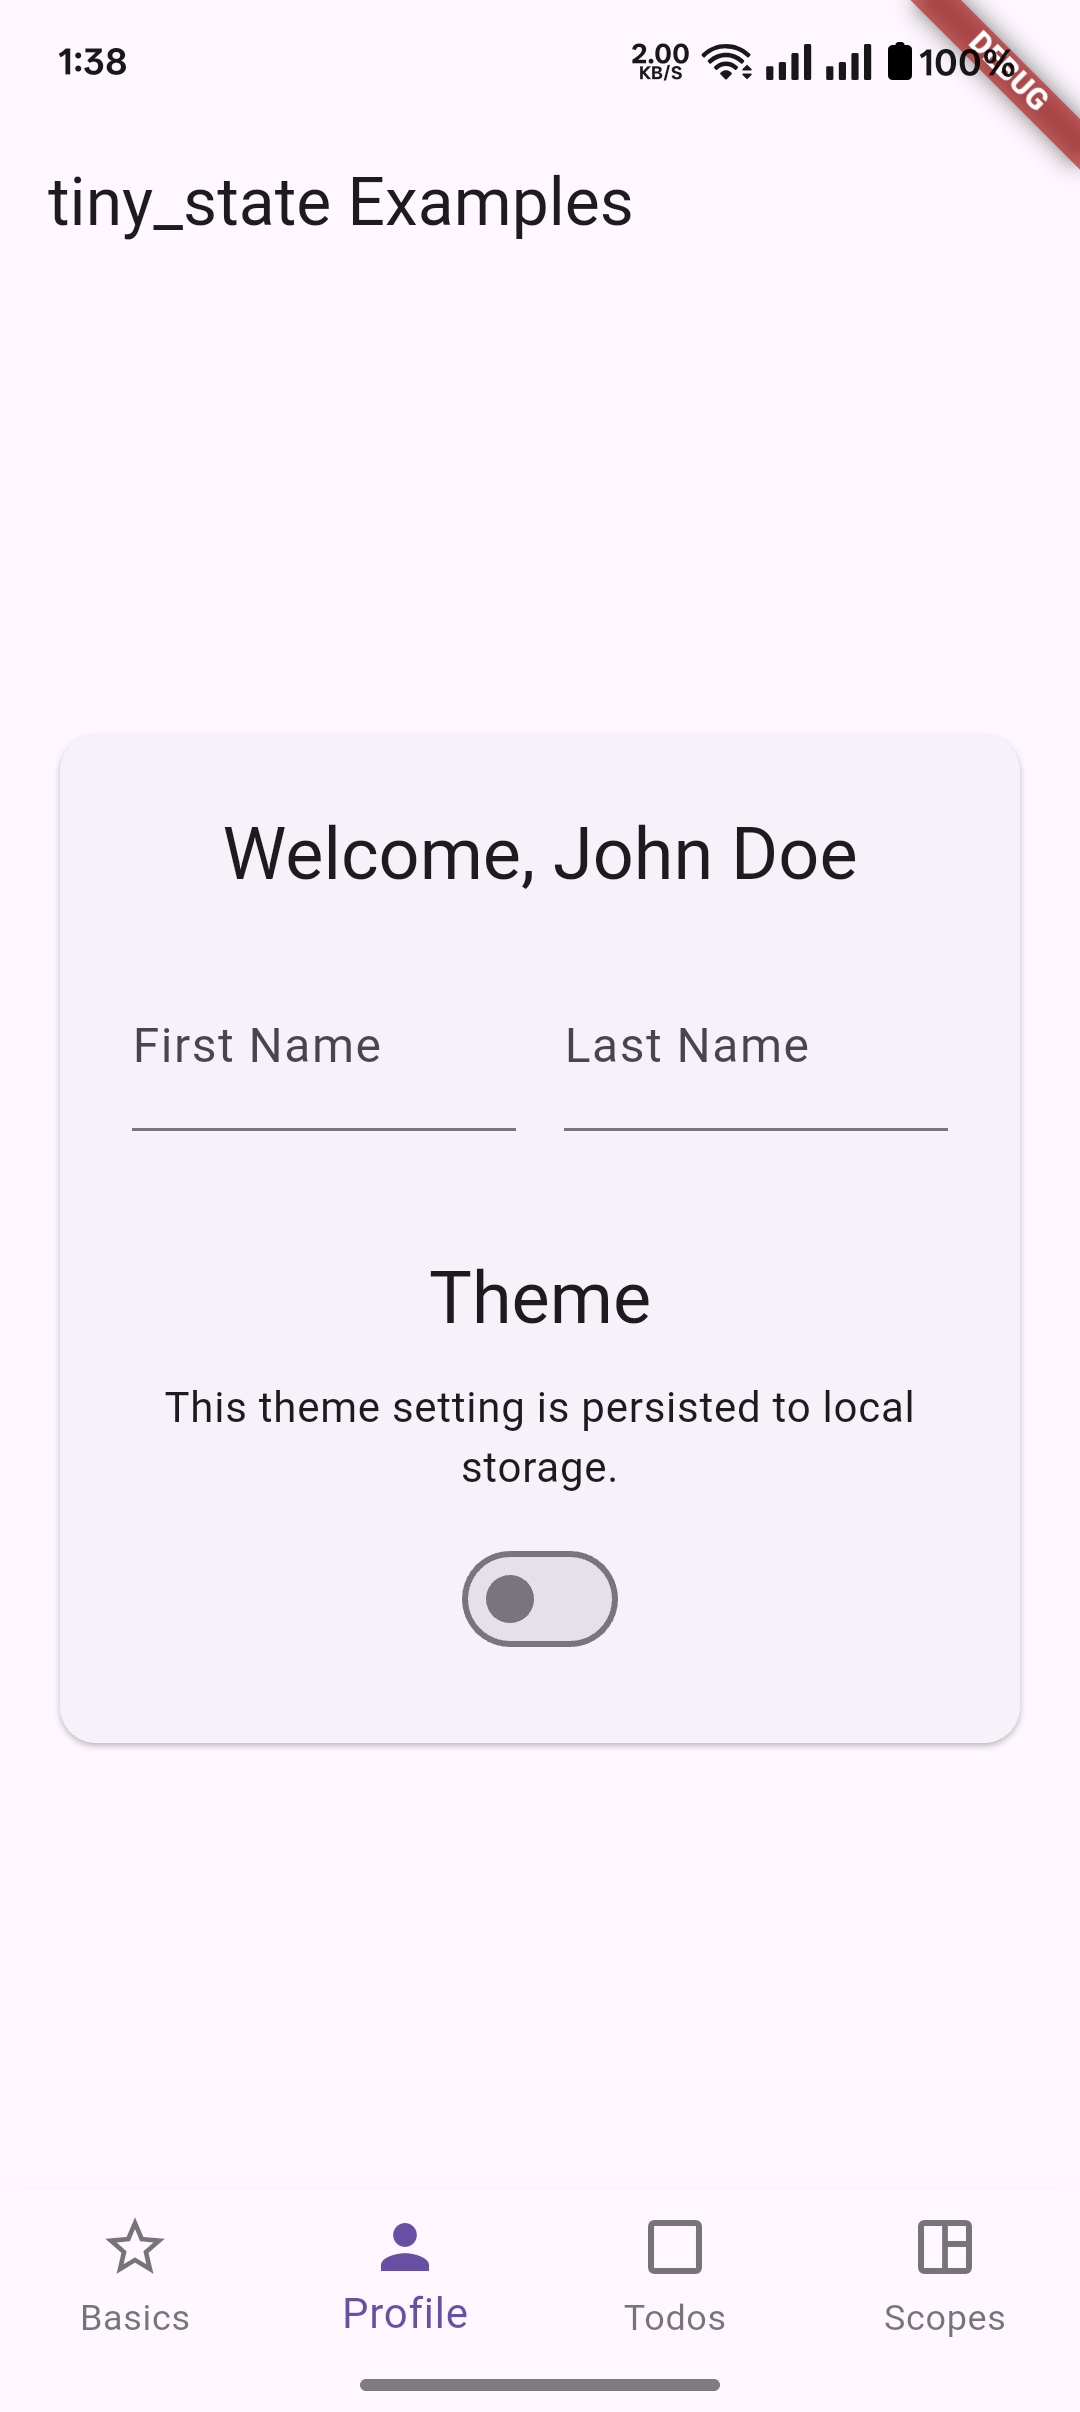 1:38
2.00
KB/S
100%
DEBUG
tiny_state Examples
Welcome, John Doe
First Name
Last Name
Theme
This theme setting is persisted to local
storage.
Basics
Profile
Todos
Scopes